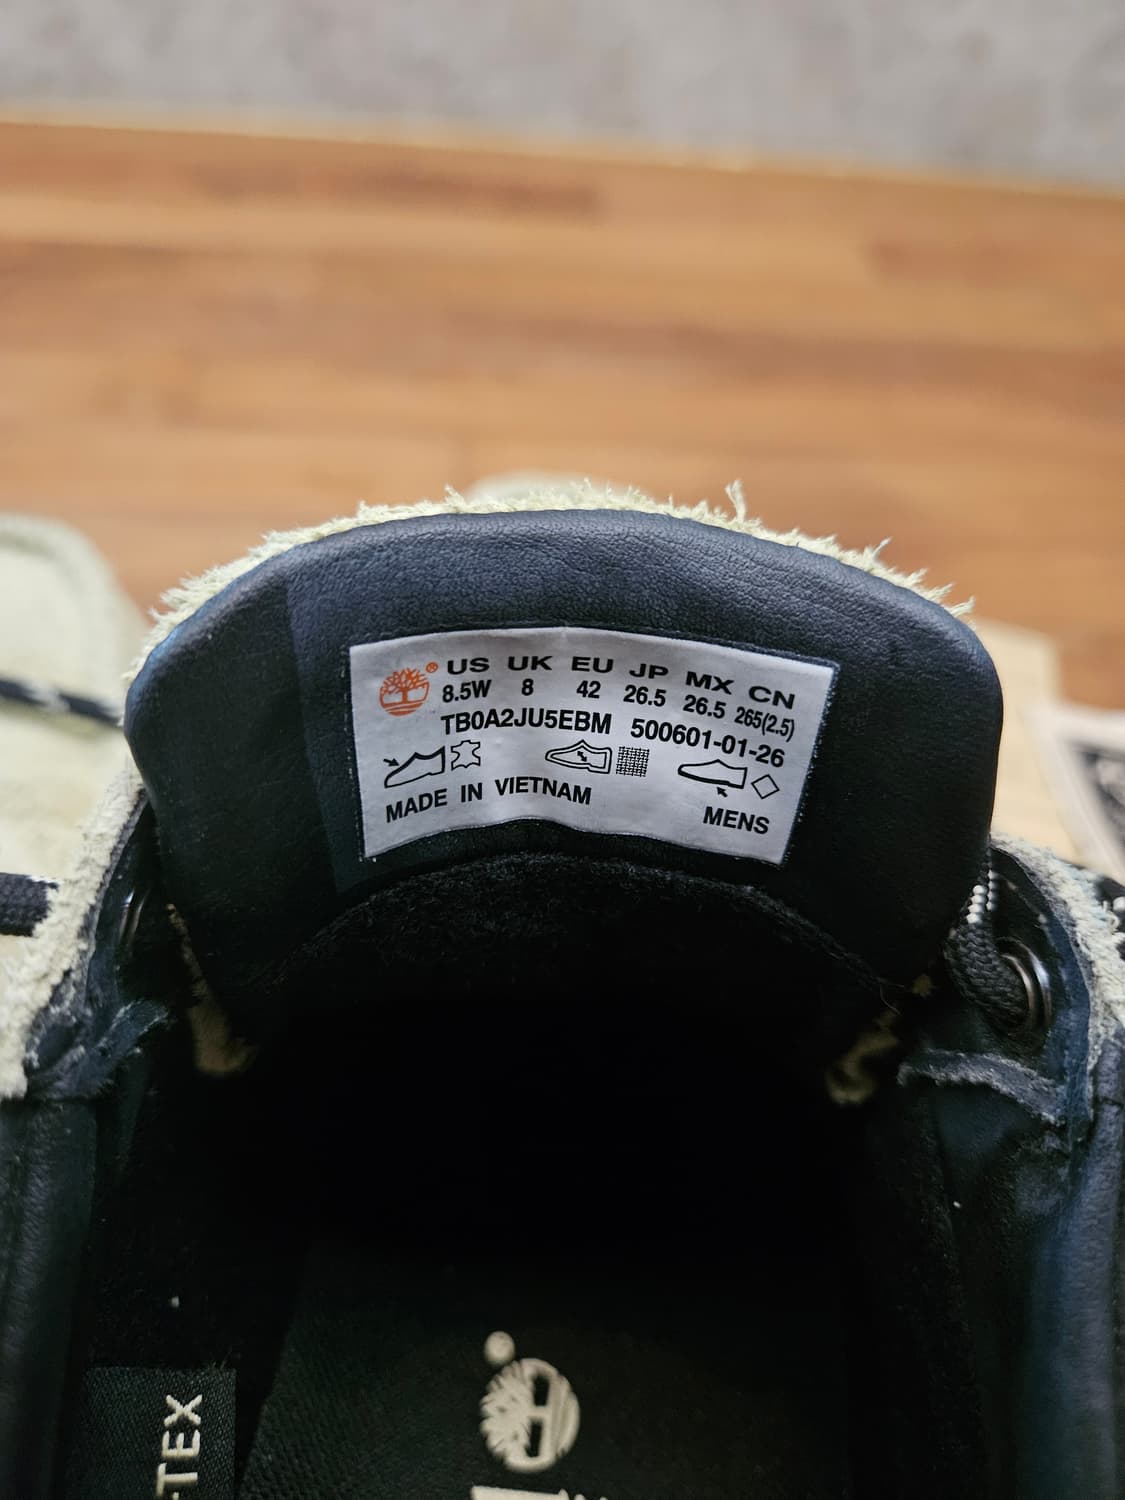 ® US UK EU JP MX CN
8.5W 8 42 26.5 26.5 265(2.5)
TB0A2JU5EBM 500601-01-26
MADE IN VIETNAM MENS
-TEX